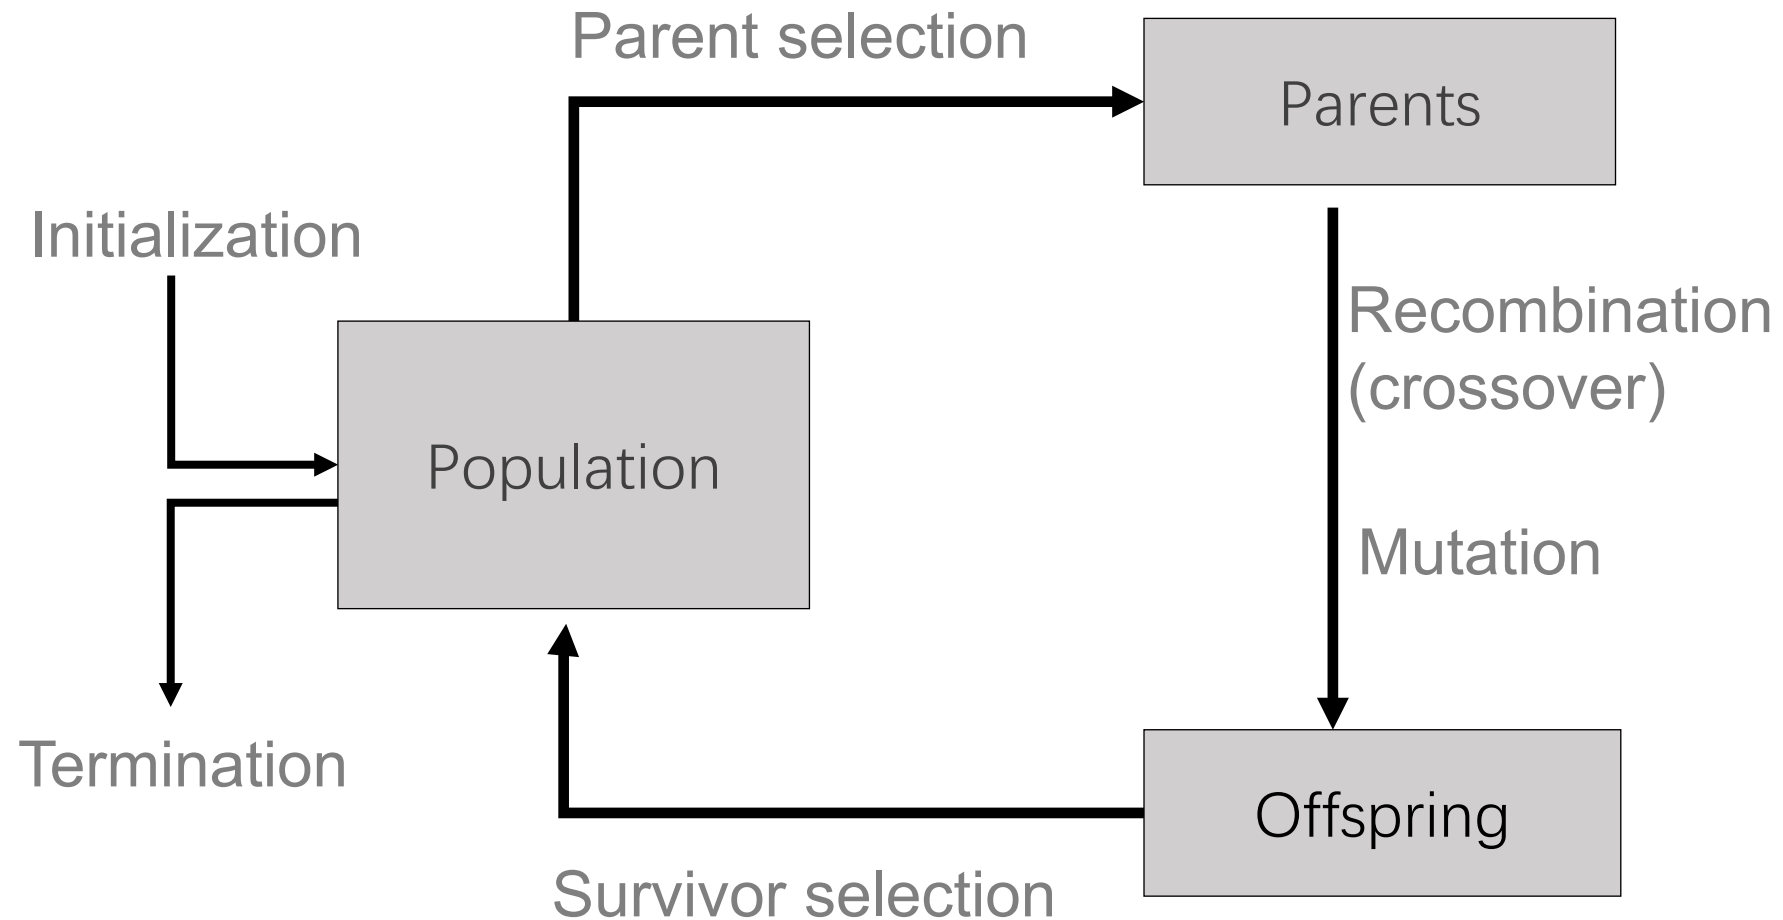 Parent selection
Parents
Initialization
Recombination
(crossover)
Population
Mutation
Termination
Offspring
Survivor selection